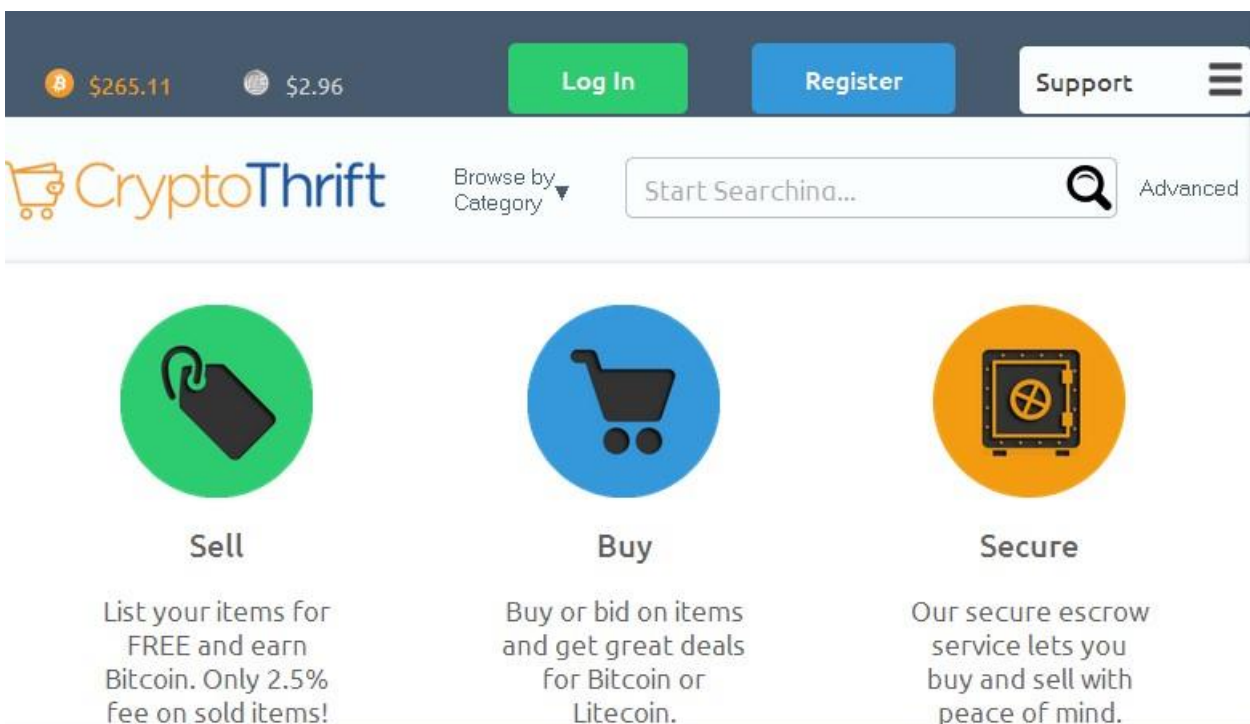 $265.11 $2.96 Log In Register Support
CryptoThrift Browse by Category Start Searching... Advanced
Sell
List your items for
FREE and earn
Bitcoin. Only 2.5%
fee on sold items!
Buy
Buy or bid on items
and get great deals
for Bitcoin or
Litecoin.
Secure
Our secure escrow
service lets you
buy and sell with
peace of mind.